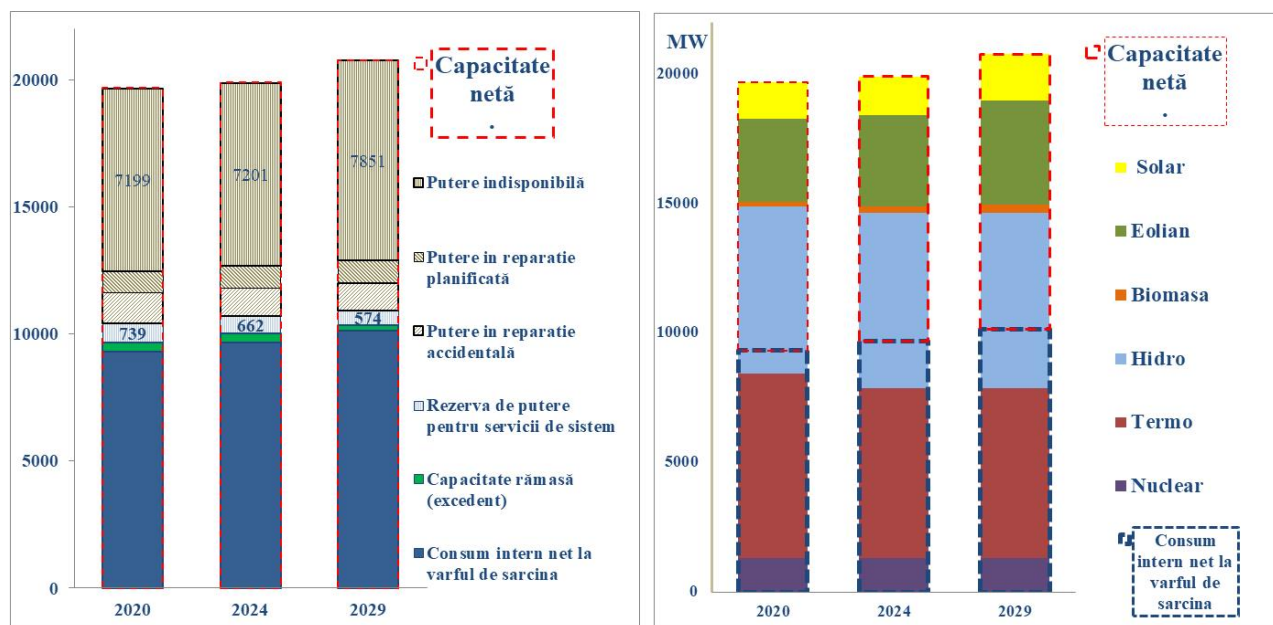 20000
15000
10000
5000
0
7199
7201
7851
739
662
574
2020
2024
2029
Capacitate
netă
.
Putere indisponibilă
Putere in reparatie
planificată
Putere in reparatie
accidentală
Rezerva de putere
pentru servicii de sistem
Capacitate rămasă
(excedent)
Consum intern net la
varful de sarcina
MW
20000
15000
10000
5000
0
2020
2024
2029
Capacitate
netă
.
Solar
Eolian
Biomasa
Hidro
Termo
Nuclear
Consum
intern net la
varful de
sarcina